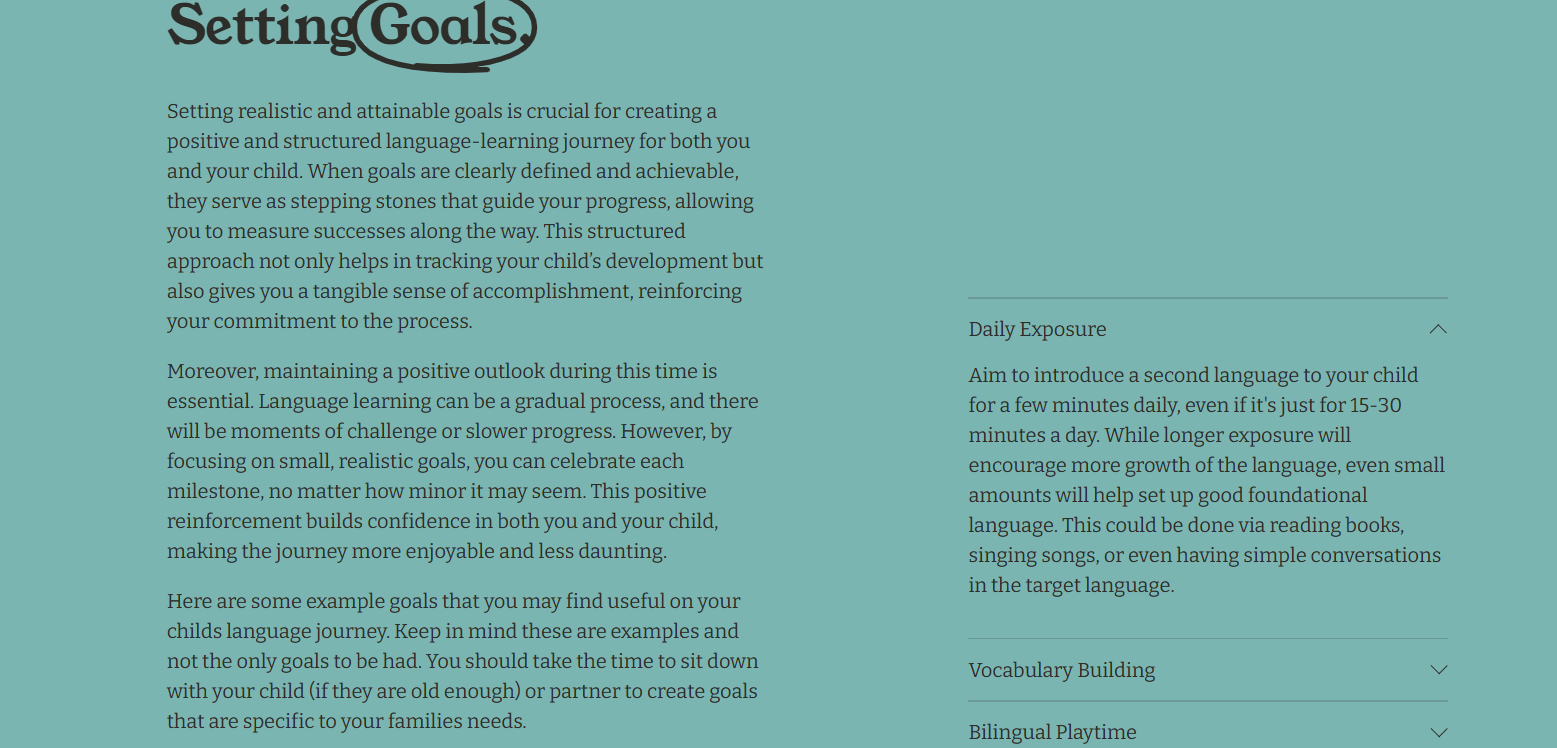 Setting Goals.
Setting realistic and attainable goals is crucial for creating a
positive and structured language-learning journey for both you
and your child. When goals are clearly defined and achievable,
they serve as stepping stones that guide your progress, allowing
you to measure successes along the way. This structured
approach not only helps in tracking your child’s development but
also gives you a tangible sense of accomplishment, reinforcing
your commitment to the process.
Moreover, maintaining a positive outlook during this time is
essential. Language learning can be a gradual process, and there
will be moments of challenge or slower progress. However, by
focusing on small, realistic goals, you can celebrate each
milestone, no matter how minor it may seem. This positive
reinforcement builds confidence in both you and your child,
making the journey more enjoyable and less daunting.
Here are some example goals that you may find useful on your
childs language journey. Keep in mind these are examples and
not the only goals to be had. You should take the time to sit down
with your child (if they are old enough) or partner to create goals
that are specific to your families needs.
Daily Exposure
Aim to introduce a second language to your child
for a few minutes daily, even if it's just for 15-30
minutes a day. While longer exposure will
encourage more growth of the language, even small
amounts will help set up good foundational
language. This could be done via reading books,
singing songs, or even having simple conversations
in the target language.
Vocabulary Building
Bilingual Playtime